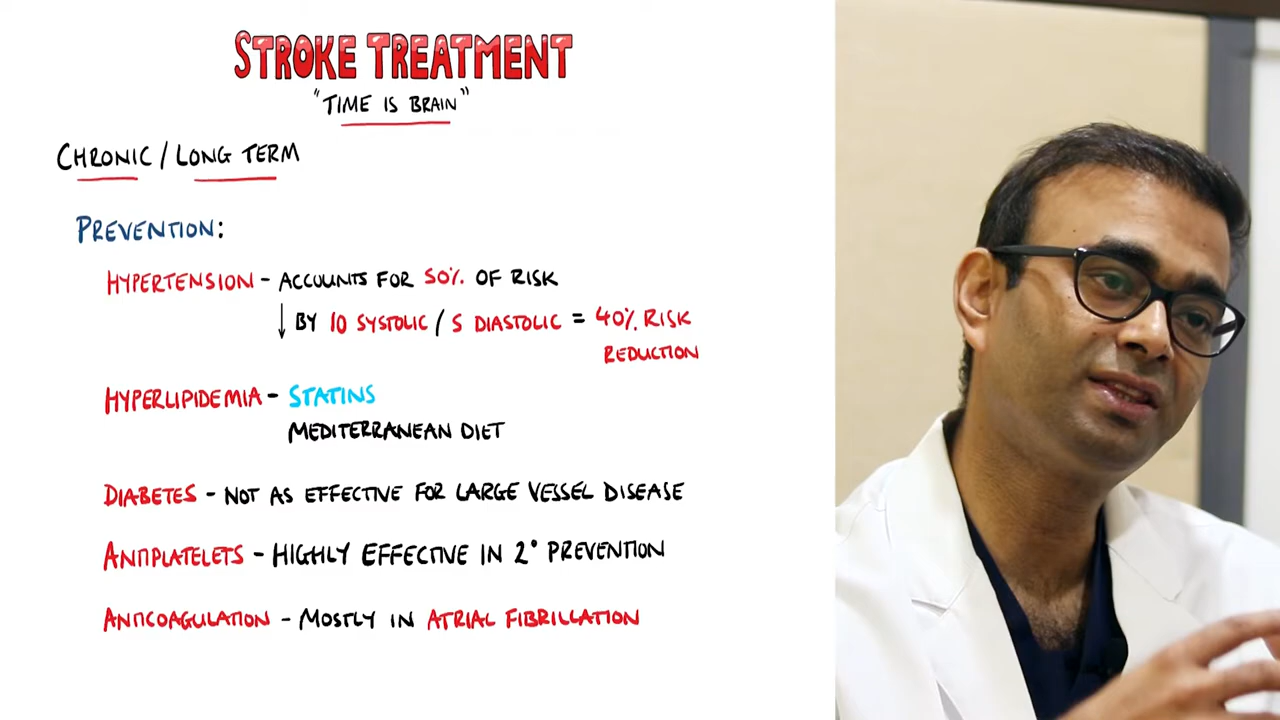 STROKE TREATMENT
"TIME IS BRAIN"
CHRONIC / LONG TERM
PREVENTION:
HYPERTENSION - ACCOUNTS FOR 50% OF RISK
↓ BY 10 SYSTOLIC / 5 DIASTOLIC = 40% RISK
REDUCTION
HYPERLIPIDEMIA - STATINS
MEDITERRANEAN DIET
DIABETES - NOT AS EFFECTIVE FOR LARGE VESSEL DISEASE
ANTIPLATELETS - HIGHLY EFFECTIVE IN 2° PREVENTION
ANTICOAGULATION - MOSTLY IN ATRIAL FIBRILLATION